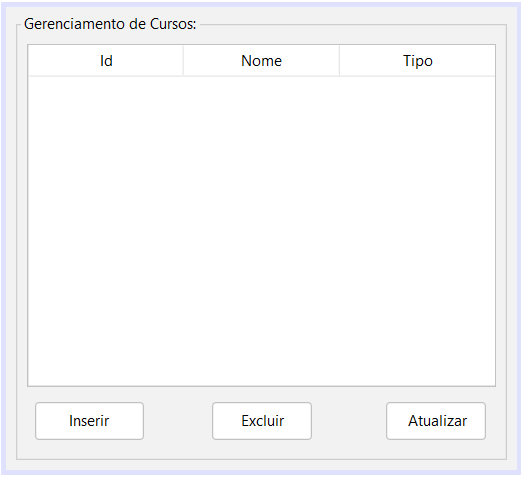 Gerenciamento de Cursos:
Id Nome Tipo
Inserir Excluir Atualizar